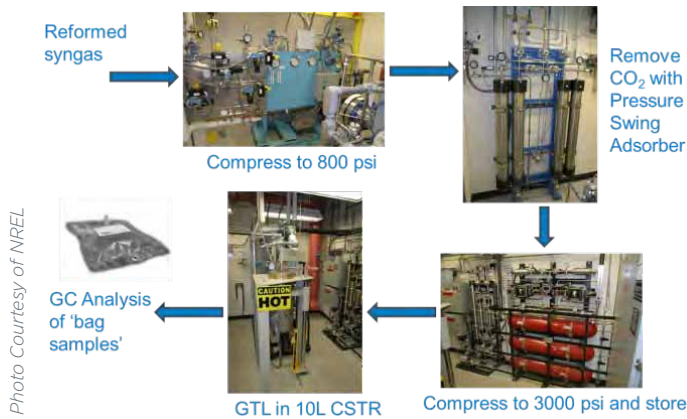 Reformed
syngas
Compress to 800 psi
Remove
CO₂ with
Pressure
Swing
Adsorber
Compress to 3000 psi and store
CAUTION
HOT
GTL in 10L CSTR
GC Analysis
of 'bag
samples'
Photo Courtesy of NREL